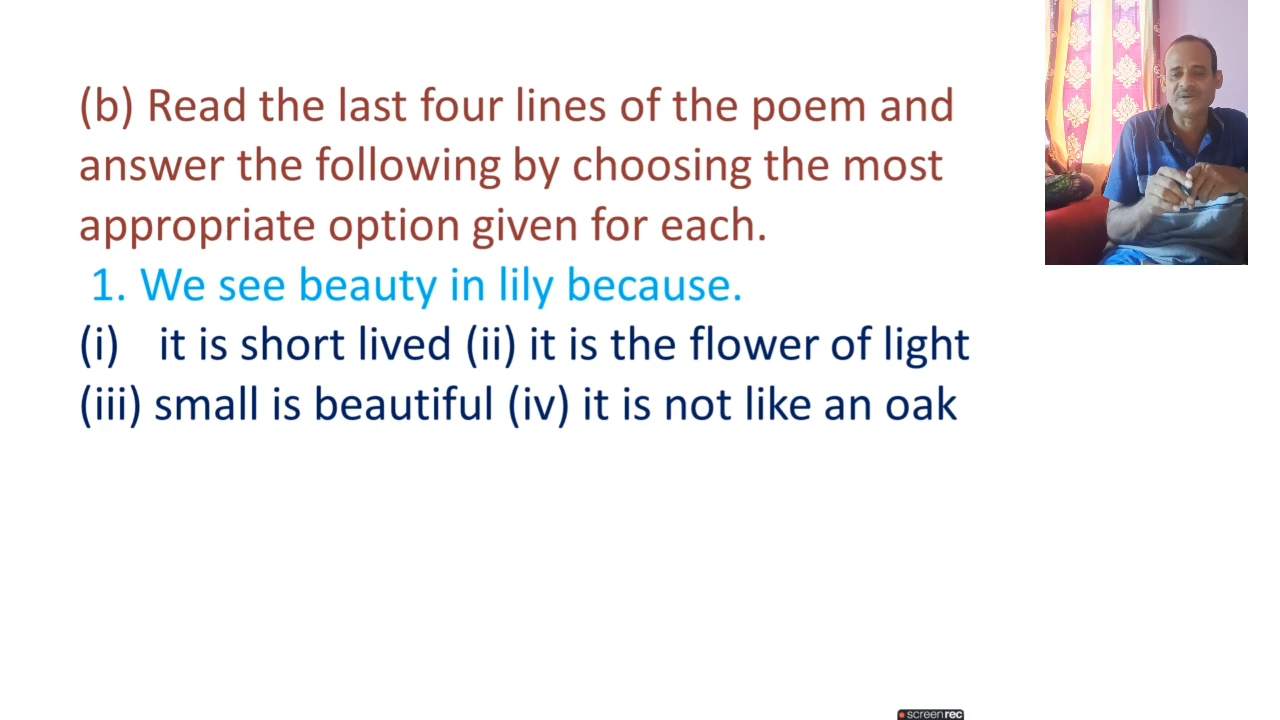 (b) Read the last four lines of the poem and
answer the following by choosing the most
appropriate option given for each.
1. We see beauty in lily because.
(i) it is short lived (ii) it is the flower of light
(iii) small is beautiful (iv) it is not like an oak
screenrec